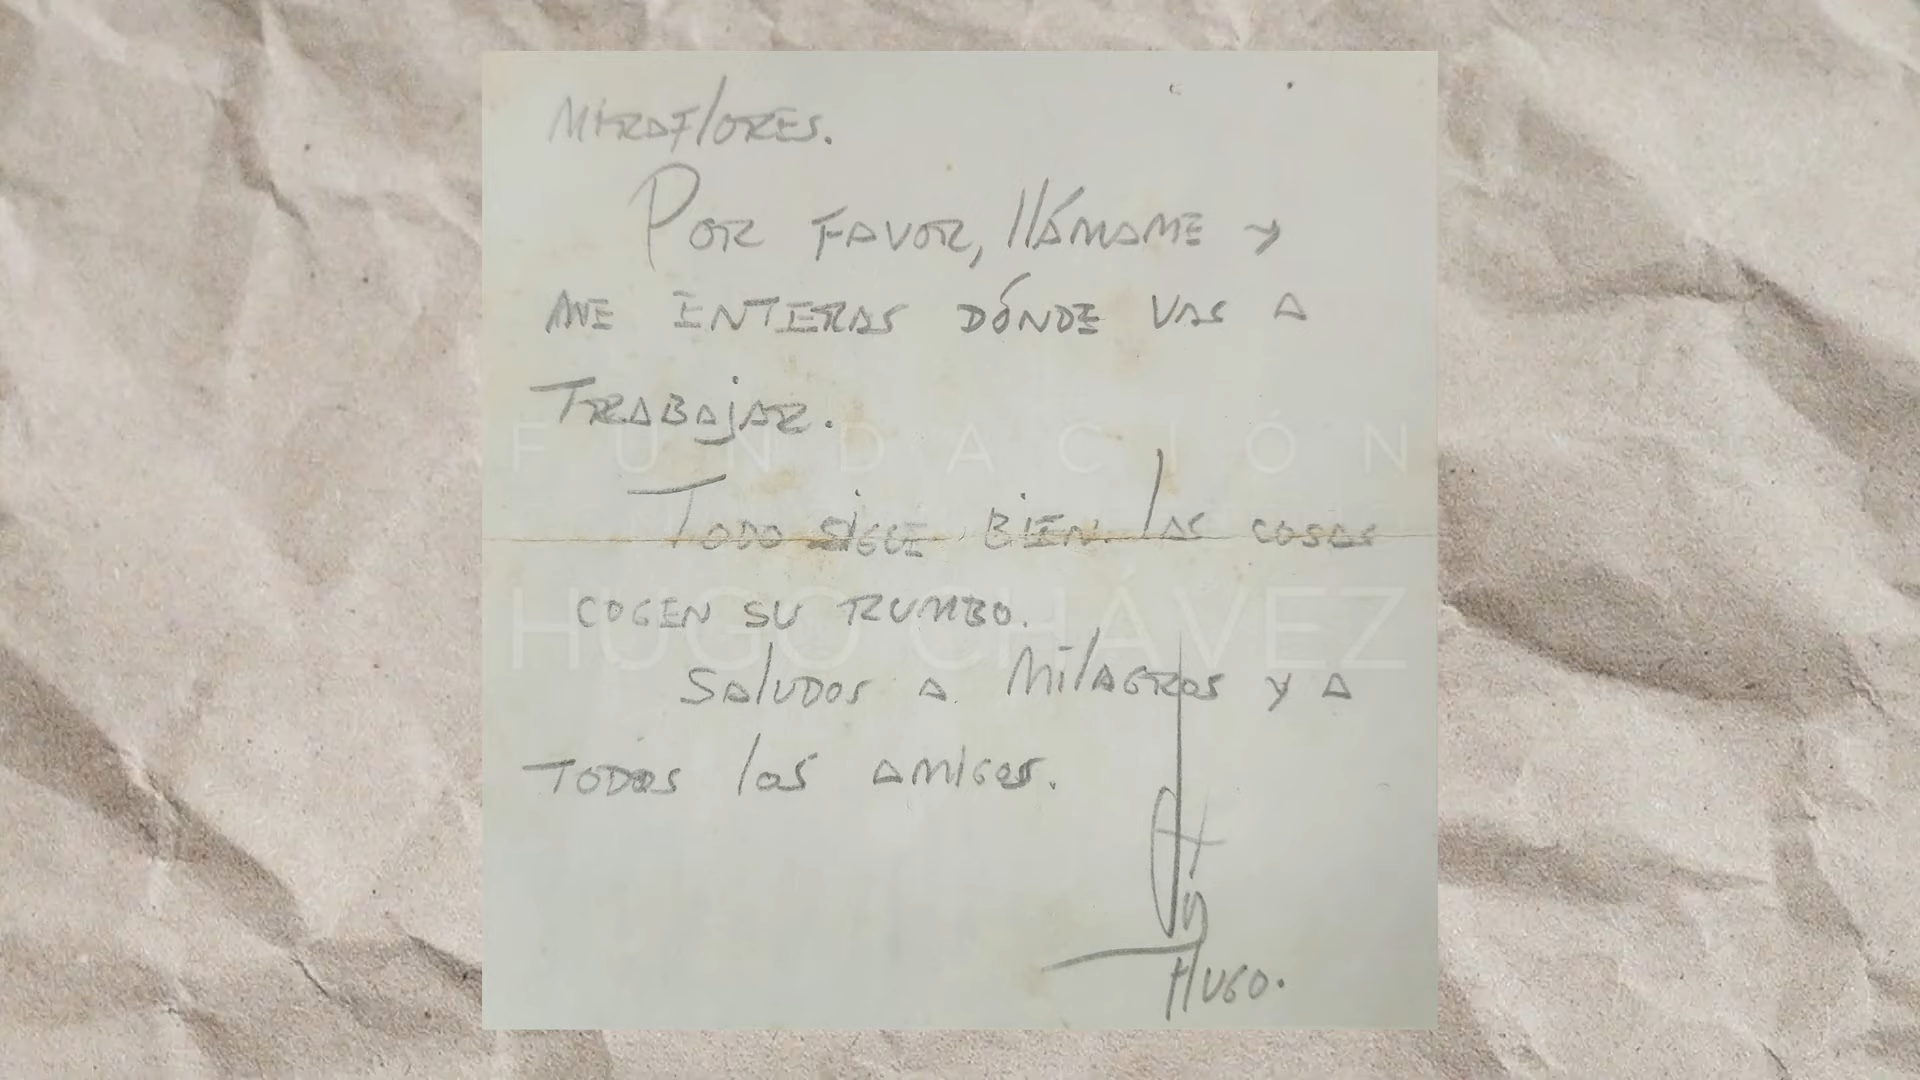 MIRAFLORES.
POR FAVOR, LLÁMAME Y
ME ENTERAS DÓNDE VAS A
TRABAJAR.
TODO SIGUE BIEN. LAS COSAS
COGEN SU RUMBO.
SALUDOS A MILAGROS Y A
TODOS LOS AMIGOS.
HUGO.
FUNDACIÓN
HUGO CHÁVEZ